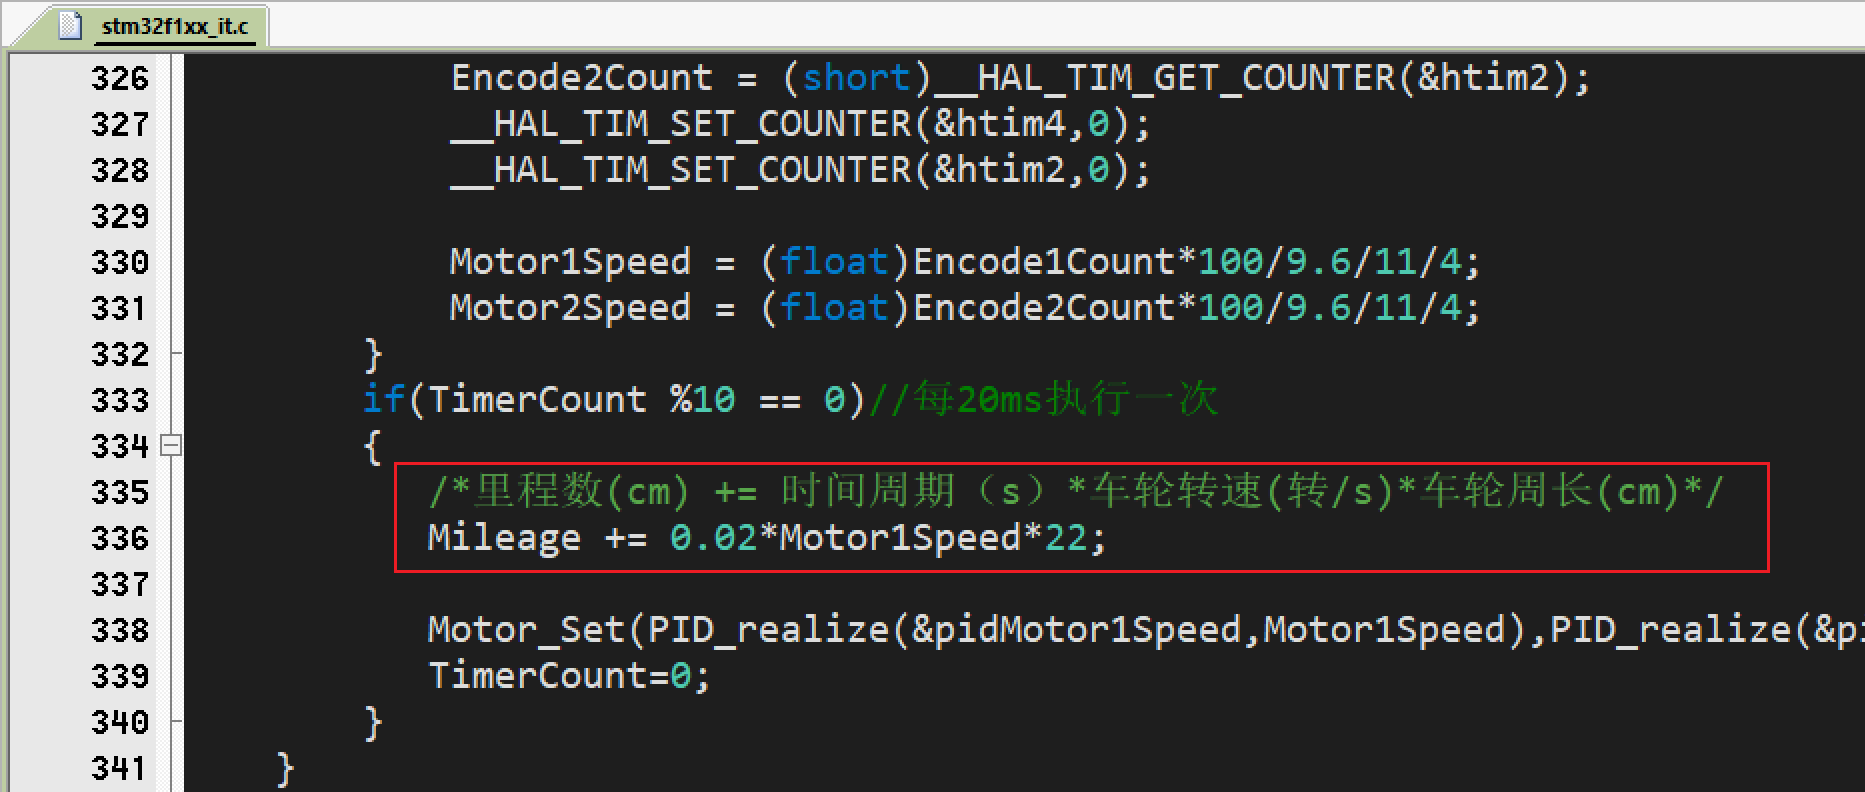 stm32f1xx_it.c
326 Encode2Count = (short)__HAL_TIM_GET_COUNTER(&htim2);
327 __HAL_TIM_SET_COUNTER(&htim4,0);
328 __HAL_TIM_SET_COUNTER(&htim2,0);
329
330 Motor1Speed = (float)Encode1Count*100/9.6/11/4;
331 Motor2Speed = (float)Encode2Count*100/9.6/11/4;
332 }
333 if(TimerCount %10 == 0)//每20ms执行一次
334 {
335 /*里程数(cm) += 时间周期（s）*车轮转速(转/s)*车轮周长(cm)*/
336 Mileage += 0.02*Motor1Speed*22;
337
338 Motor_Set(PID_realize(&pidMotor1Speed,Motor1Speed),PID_realize(&pi
339 TimerCount=0;
340 }
341 }